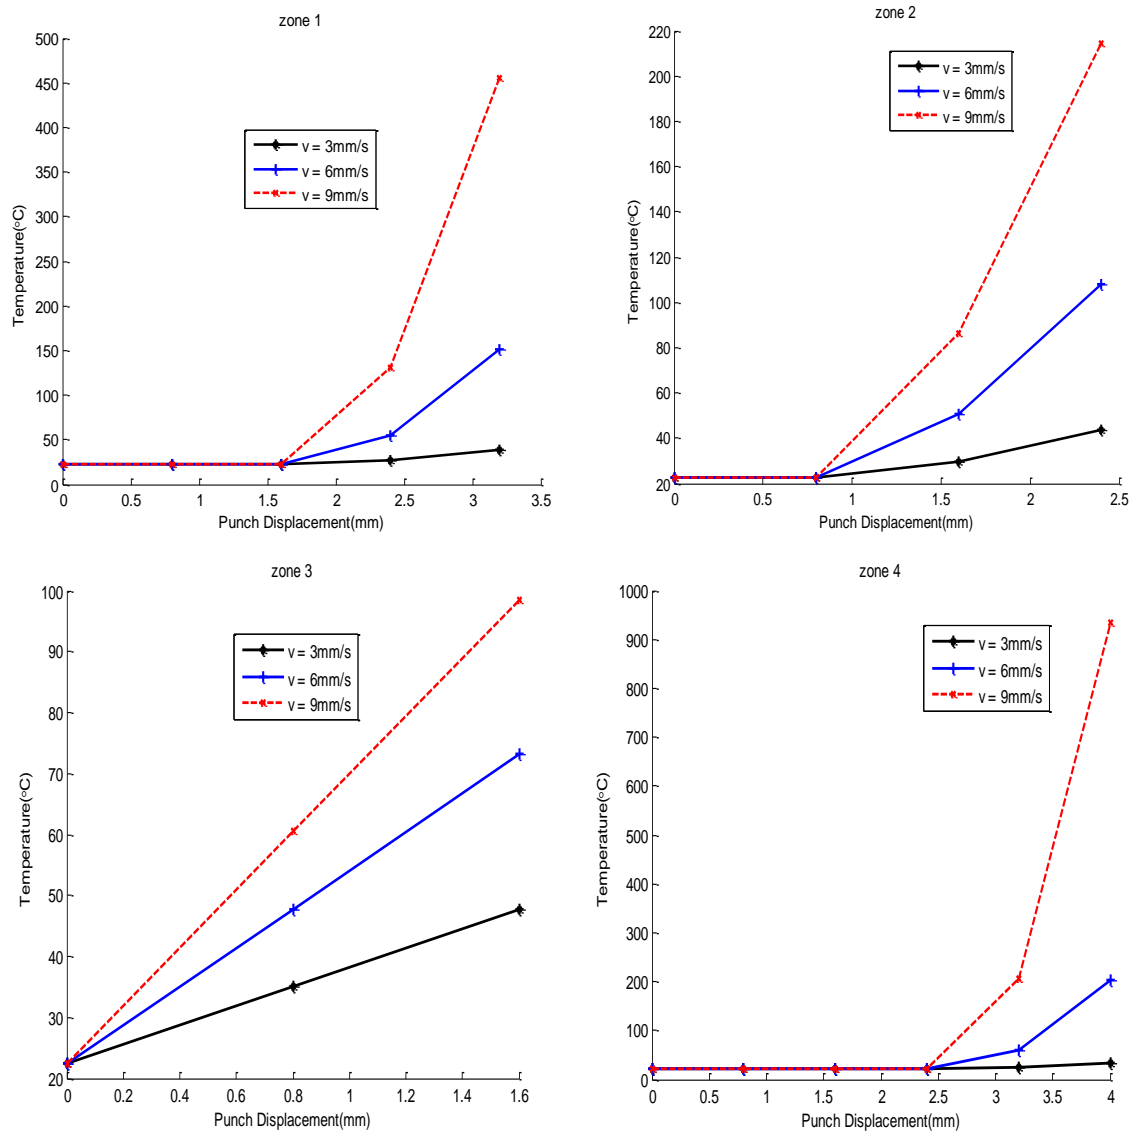 zone 1
500
450
400
350
300
250
200
150
100
50
0
Temperature(°C)
v = 3mm/s
v = 6mm/s
v = 9mm/s
0 0.5 1 1.5 2 2.5 3 3.5
Punch Displacement(mm)
zone 2
220
200
180
160
140
120
100
80
60
40
20
Temperature(°C)
v = 3mm/s
v = 6mm/s
v = 9mm/s
0 0.5 1 1.5 2 2.5
Punch Displacement(mm)
zone 3
100
90
80
70
60
50
40
30
20
Temperature(°C)
v = 3mm/s
v = 6mm/s
v = 9mm/s
0 0.2 0.4 0.6 0.8 1 1.2 1.4 1.6
Punch Displacement(mm)
zone 4
1000
900
800
700
600
500
400
300
200
100
0
Temperature(°C)
v = 3mm/s
v = 6mm/s
v = 9mm/s
0 0.5 1 1.5 2 2.5 3 3.5 4
Punch Displacement(mm)